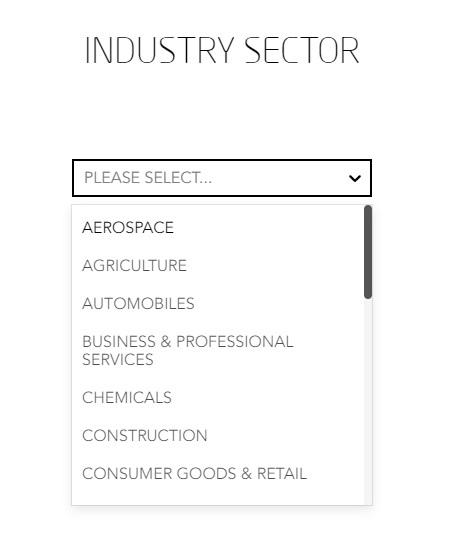 INDUSTRY SECTOR
PLEASE SELECT...
AEROSPACE
AGRICULTURE
AUTOMOBILES
BUSINESS & PROFESSIONAL
SERVICES
CHEMICALS
CONSTRUCTION
CONSUMER GOODS & RETAIL